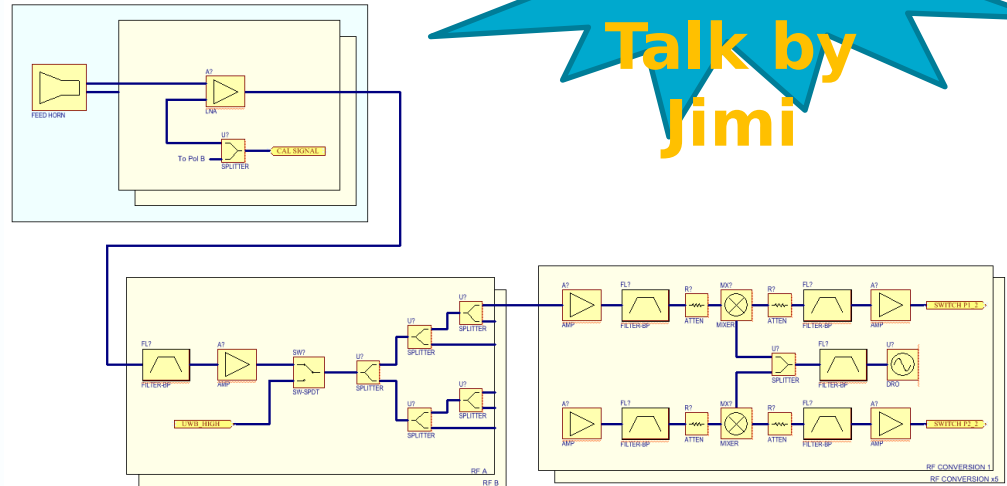 Talk by
Jimi
FEED HORN
A?
LNA
U?
SPLITTER
To Pol B
CAL SIGNAL
FL?
FILTER-BP
A?
AMP
SW?
SW-SPDT
UWB_HIGH
U?
SPLITTER
U?
SPLITTER
U?
SPLITTER
U?
SPLITTER
U?
SPLITTER
RF A
RF B
A?
AMP
FL?
FILTER-BP
R?
ATTEN
MX?
MIXER
R?
ATTEN
FL?
FILTER-BP
A?
AMP
SWITCH P1_2
U?
SPLITTER
FL?
FILTER-BP
U?
DRO
A?
AMP
FL?
FILTER-BP
R?
ATTEN
MX?
MIXER
R?
ATTEN
FL?
FILTER-BP
A?
AMP
SWITCH P2_2
RF CONVERSION 1
RF CONVERSION x5